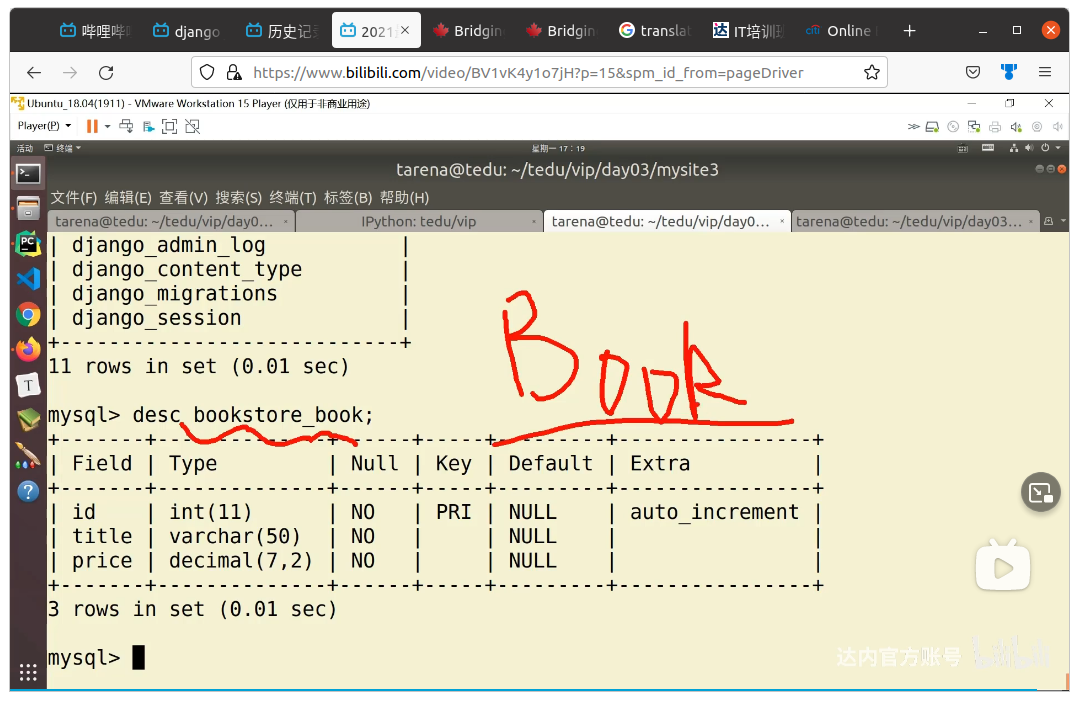 哔哩哔哩
django
历史记录
2021
Bridgin
Bridgin
translat
IT培训班
Online
https://www.bilibili.com/video/BV1vK4y1o7jH?p=15&spm_id_from=pageDriver
Ubuntu_18.04(1911) - VMware Workstation 15 Player (仅用于非商业用途)
Player(P)
活动 终端 星期一 17：19
tarena@tedu: ~/tedu/vip/day03/mysite3
文件(F) 编辑(E) 查看(V) 搜索(S) 终端(T) 标签(B) 帮助(H)
tarena@tedu: ~/tedu/vip/day0... IPython: tedu/vip tarena@tedu: ~/tedu/vip/day0... tarena@tedu: ~/tedu/vip/day03...
| django_admin_log |
| django_content_type |
| django_migrations |
| django_session |
+----------------------------+
11 rows in set (0.01 sec)
Book
mysql> desc bookstore_book;
+-------+--------------+------+-----+---------+----------------+
| Field | Type | Null | Key | Default | Extra |
+-------+--------------+------+-----+---------+----------------+
| id | int(11) | NO | PRI | NULL | auto_increment |
| title | varchar(50) | NO | | NULL | |
| price | decimal(7,2) | NO | | NULL | |
+-------+--------------+------+-----+---------+----------------+
3 rows in set (0.01 sec)
mysql>
达内官方账号